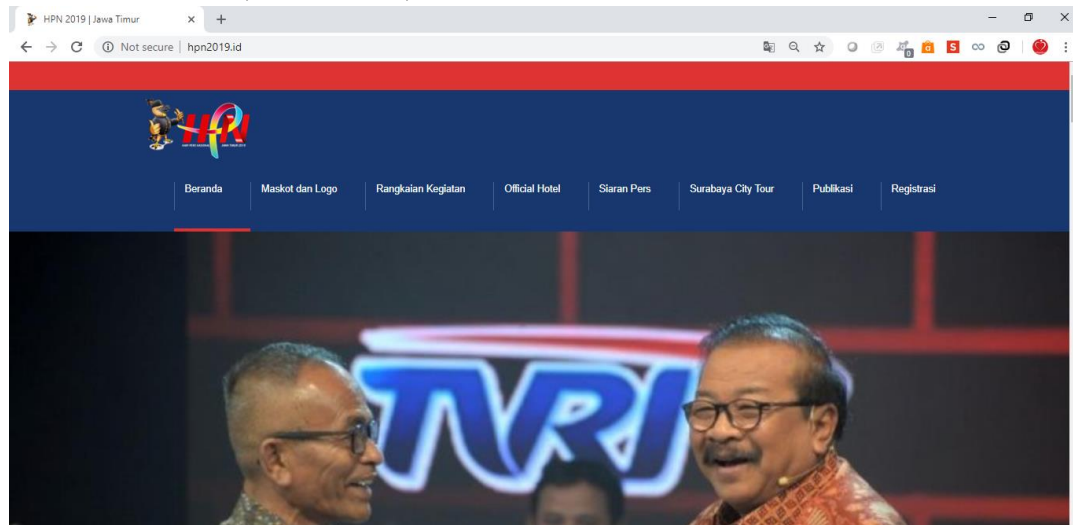 HPN 2019 | Jawa Timur
Not secure | hpn2019.id
0
a
S
HPN
Beranda
Maskot dan Logo
Rangkaian Kegiatan
Official Hotel
Siaran Pers
Surabaya City Tour
Publikasi
Registrasi
TVRI